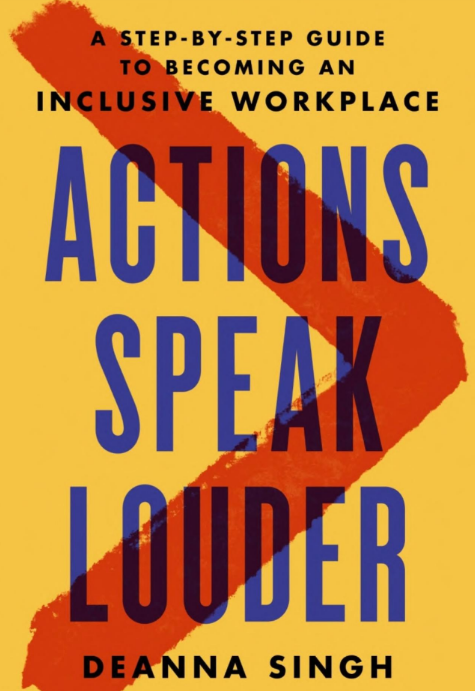 A STEP-BY-STEP GUIDE
TO BECOMING AN
INCLUSIVE WORKPLACE
ACTIONS
SPEAK
LOUDER
DEANNA SINGH